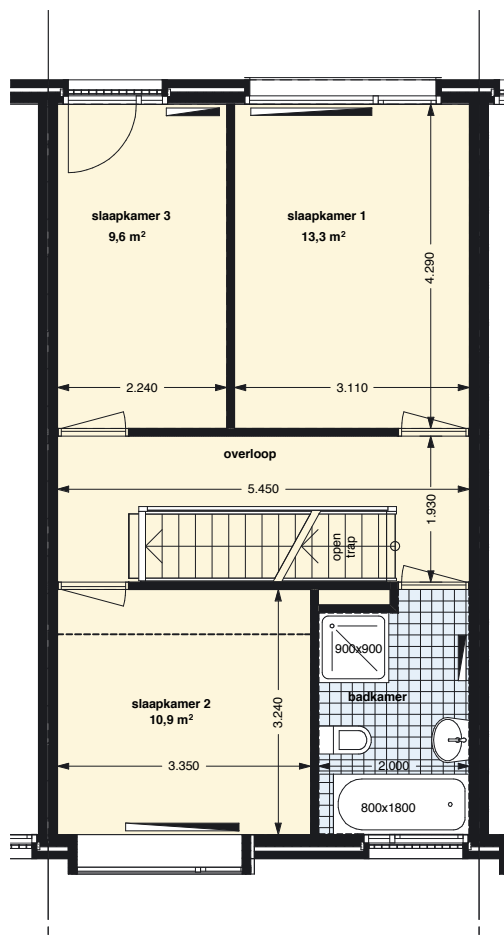 slaapkamer 3
9,6 m²
slaapkamer 1
13,3 m²
4.290
2.240
3.110
overloop
5.450
1.930
open
trap
900x900
slaapkamer 2
10,9 m²
badkamer
3.240
3.350
2.000
800x1800